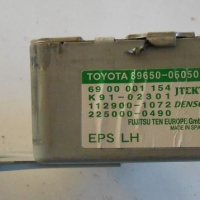 TOYOTA 89650-05050
69 00 001 154 JTEKT
K91-02301
112900-1072 DENSO
225000-0490
FUJITSU TEN EUROPE GmbH
MADE IN SPAIN
EPS LH